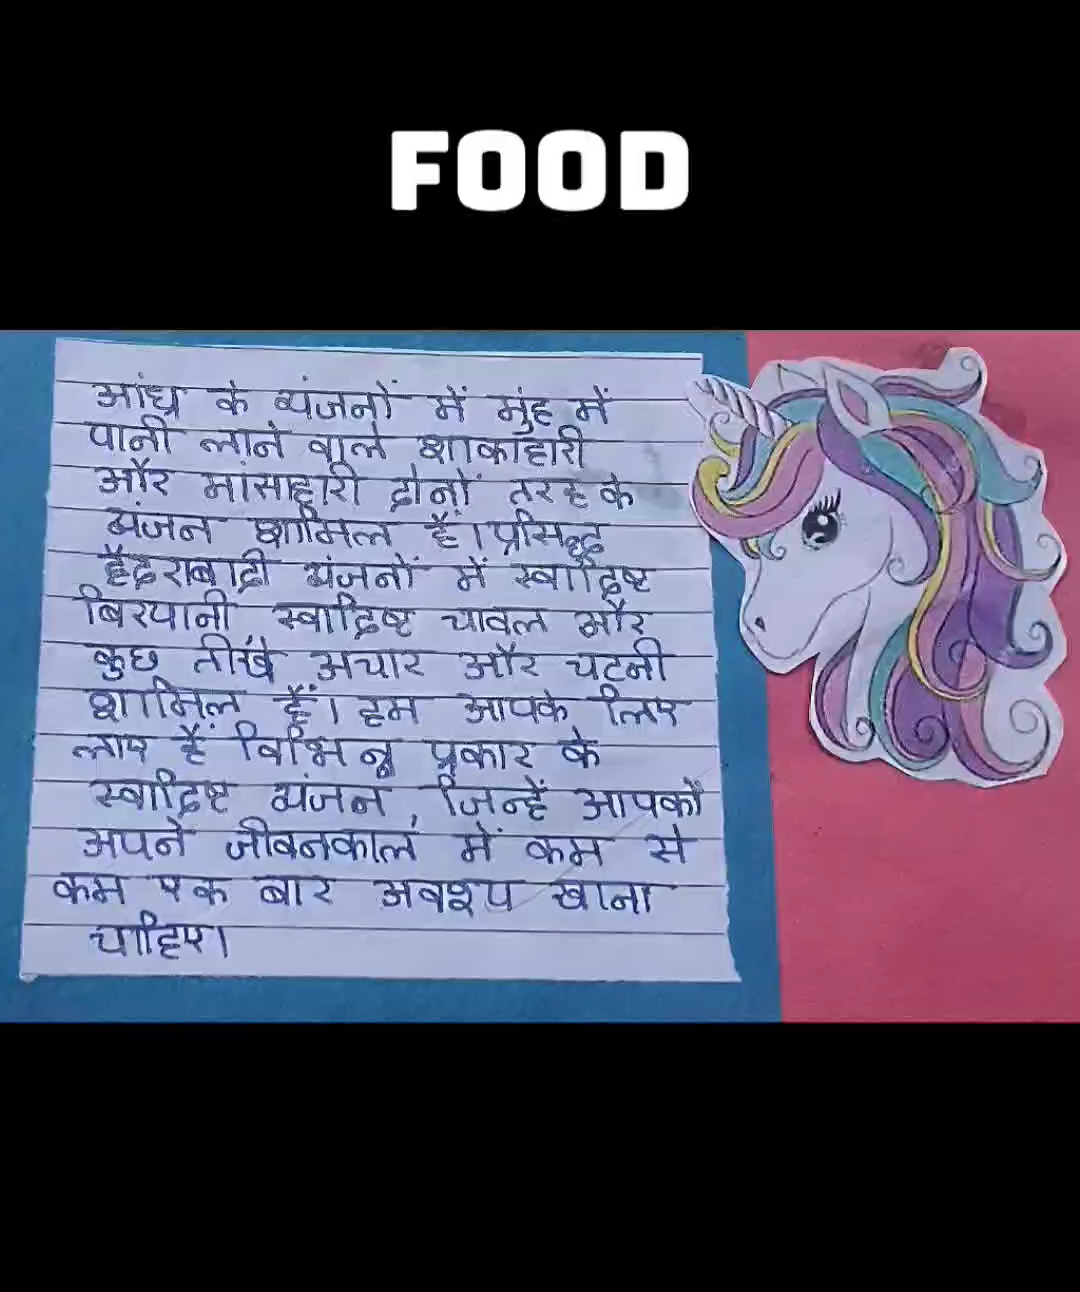 FOOD
आंध्र के व्यंजनों में मुंह में
पानी लाने वाले शाकाहारी
और मांसाहारी दोनों तरह के
व्यंजन शामिल हैं। प्रसिद्ध
हैदराबादी व्यंजनों में स्वादिष्ट
बिरयानी स्वादिष्ट चावल और
कुछ तीखे अचार और चटनी
शामिल हैं। हम आपके लिए
लाए हैं विभिन्न प्रकार के
स्वादिष्ट व्यंजन, जिन्हें आपको
अपने जीवनकाल में कम से
कम एक बार अवश्य खाना
चाहिए।